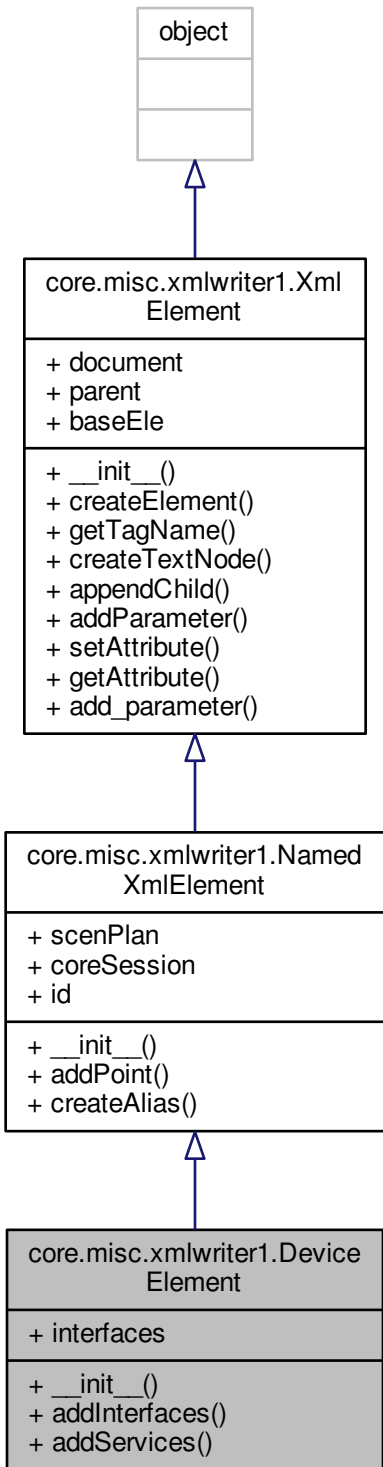 object
core.misc.xmlwriter1.Xml
Element
+ document
+ parent
+ baseEle
+ __init__()
+ createElement()
+ getTagName()
+ createTextNode()
+ appendChild()
+ addParameter()
+ setAttribute()
+ getAttribute()
+ add_parameter()
core.misc.xmlwriter1.Named
XmlElement
+ scenPlan
+ coreSession
+ id
+ __init__()
+ addPoint()
+ createAlias()
core.misc.xmlwriter1.Device
Element
+ interfaces
+ __init__()
+ addInterfaces()
+ addServices()